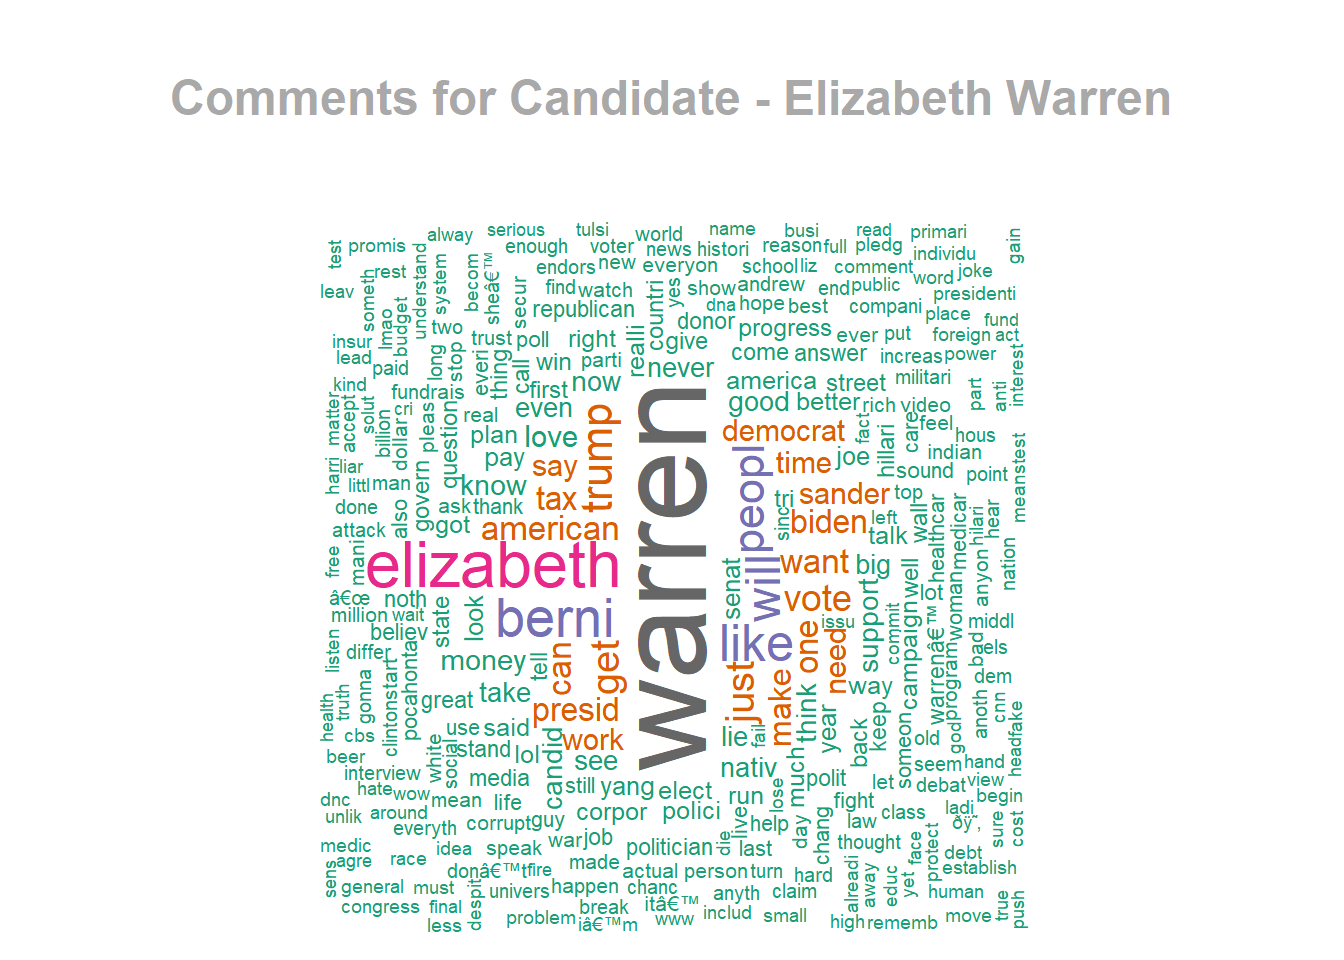 Comments for Candidate - Elizabeth Warren
alway serious tulsi world name busi read primari
test promis enough voter news histori reason full pledg individu gain
rest understand system becom sheâ€™ endors new everyon school liz comment word joke
leav someth lmao budget find watch yes show andrew end public presidenti
secur republican countri dna hope best compani place fund
insur two trust poll right realli donor progress ever put foreign act
lead paid long stop everi thing call win parti give come answer increas power interest
kind fundrais first now never america street militari part anti
matter accept solut cri pleas real even good better rich video fact feel
billion dollar question plan love trump democrat hillari care hous
harri liar pay say time joe indian
littl man govern know tax peopl tri sander sound point meanstest
done also ask thank sinc top
attack got american biden left talk wall healthcar medicar hilari hear
free mani elizabeth warren will want big well anyon nation
â€œ noth senat vote support lot woman
million wait state look berni issu commit campaign warrenâ€™ program middl
listen believ like one need bad els
differ pocahonta money tell can get just make think way dem
health truth gonna clintonstart great take presid year back keep someon god anoth cnn headfake
cbs use said work lie fail old
beer white social stand lol candid see nativ much seem hand
interview media polit let debat view
hate wow mean life still yang elect run lose begin
dnc around corpor polici fight class ladi
unlik everyth corrupt guy live help day chang law ðŸ˜‚ sure cost
medic idea speak war job politician die last thought face protect debt
sens agre race donâ€™t fire made actual person turn hard alreadi away educ yet establish
general must despit univers happen chanc anyth claim human true push
congress final break itâ€™ includ small
less problem iâ€™m www high rememb move